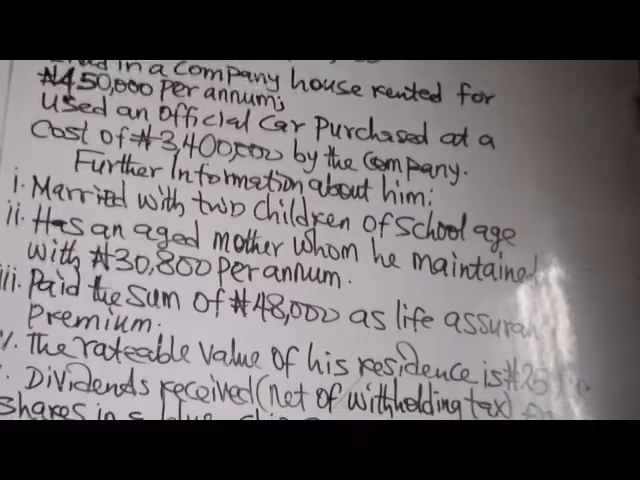 in a company house rented for
₦450,000 per annum;
used an official car purchased at a
cost of ₦3,400,000 by the company.
Further Information about him:
i. Married with two children of school age
ii. Has an aged mother whom he maintained
with ₦30,800 per annum.
iii. Paid the sum of ₦48,000 as life assuran
premium.
The rateable value of his residence is ₦25
Dividends received (net of withholding tax)
shares in a